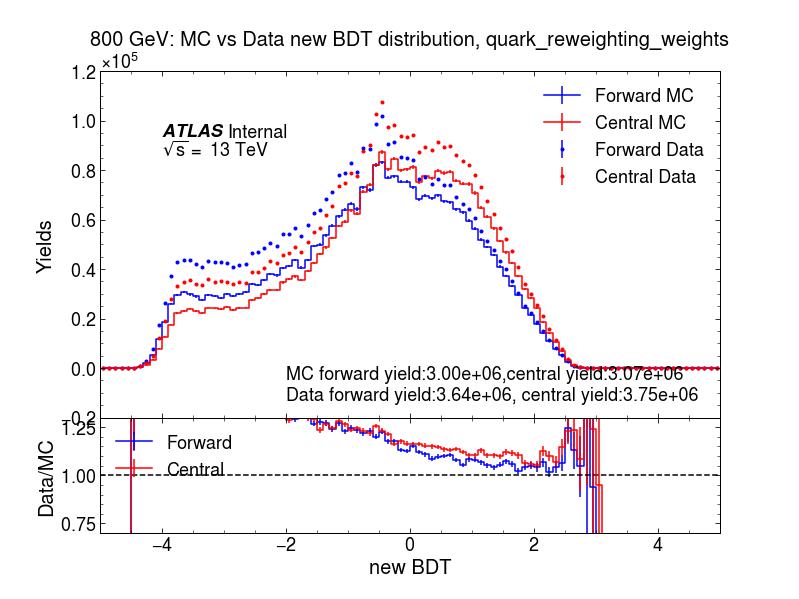 800 GeV: MC vs Data new BDT distribution, quark_reweighting_weights
×10⁵
1.2
1.0
0.8
0.6
0.4
0.2
0.0
0.2
Yields
ATLAS Internal
√s = 13 TeV
Forward MC
Central MC
Forward Data
Central Data
MC forward yield:3.00e+06,central yield:3.07e+06
Data forward yield:3.64e+06, central yield:3.75e+06
1.25
1.00
0.75
Data/MC
Forward
Central
−4 −2 0 2 4
new BDT